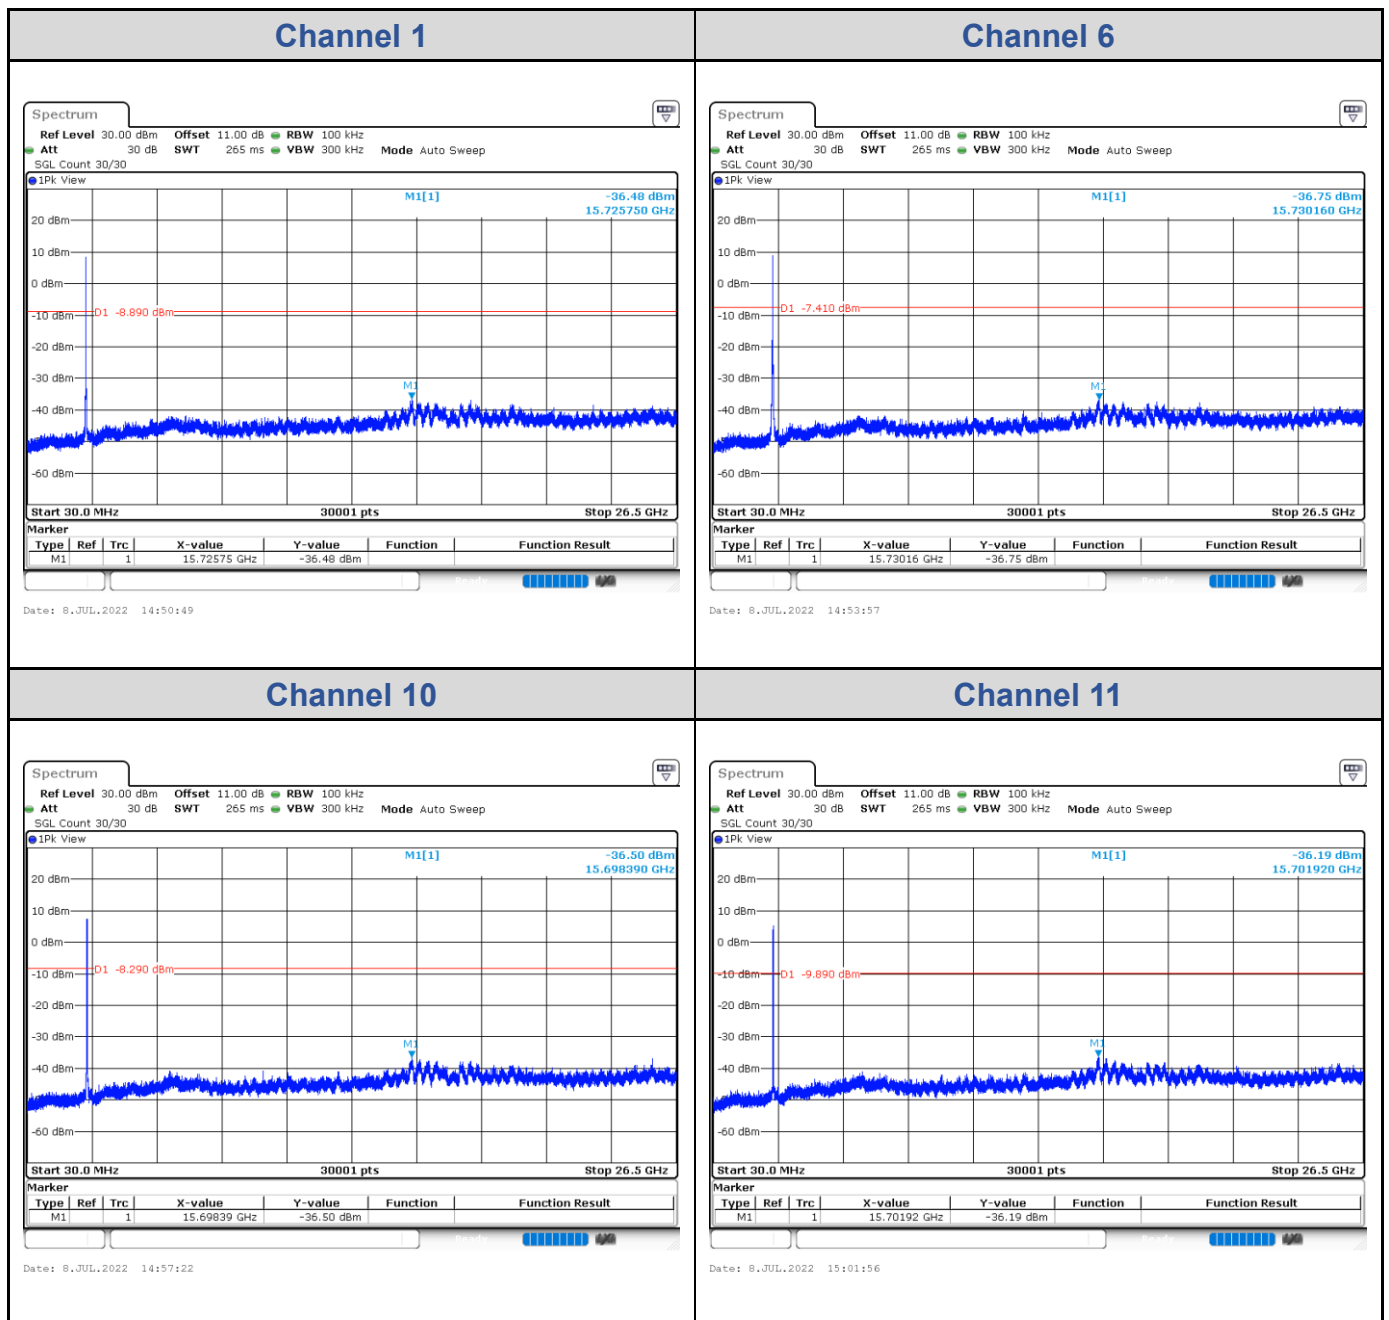 Channel 1
Channel 6
Spectrum
Ref Level 30.00 dBm Offset 11.00 dB RBW 100 kHz
Att 30 dB SWT 265 ms VBW 300 kHz Mode Auto Sweep
SGL Count 30/30
1Pk View
M1[1] -36.48 dBm
15.725750 GHz
20 dBm
10 dBm
0 dBm
D1 -8.890 dBm
-10 dBm
-20 dBm
-30 dBm
M1
-40 dBm
-60 dBm
Start 30.0 MHz 30001 pts Stop 26.5 GHz
Marker
Type Ref Trc X-value Y-value Function Function Result
M1 1 15.72575 GHz -36.48 dBm
Ready
Date: 8.JUL.2022 14:50:49
Spectrum
Ref Level 30.00 dBm Offset 11.00 dB RBW 100 kHz
Att 30 dB SWT 265 ms VBW 300 kHz Mode Auto Sweep
SGL Count 30/30
1Pk View
M1[1] -36.75 dBm
15.730160 GHz
20 dBm
10 dBm
0 dBm
D1 -7.410 dBm
-10 dBm
-20 dBm
-30 dBm
M1
-40 dBm
-60 dBm
Start 30.0 MHz 30001 pts Stop 26.5 GHz
Marker
Type Ref Trc X-value Y-value Function Function Result
M1 1 15.73016 GHz -36.75 dBm
Ready
Date: 8.JUL.2022 14:53:57
Channel 10
Channel 11
Spectrum
Ref Level 30.00 dBm Offset 11.00 dB RBW 100 kHz
Att 30 dB SWT 265 ms VBW 300 kHz Mode Auto Sweep
SGL Count 30/30
1Pk View
M1[1] -36.50 dBm
15.698390 GHz
20 dBm
10 dBm
0 dBm
D1 -8.290 dBm
-10 dBm
-20 dBm
-30 dBm
M1
-40 dBm
-60 dBm
Start 30.0 MHz 30001 pts Stop 26.5 GHz
Marker
Type Ref Trc X-value Y-value Function Function Result
M1 1 15.69839 GHz -36.50 dBm
Ready
Date: 8.JUL.2022 14:57:22
Spectrum
Ref Level 30.00 dBm Offset 11.00 dB RBW 100 kHz
Att 30 dB SWT 265 ms VBW 300 kHz Mode Auto Sweep
SGL Count 30/30
1Pk View
M1[1] -36.19 dBm
15.701920 GHz
20 dBm
10 dBm
0 dBm
-10 dBm
D1 -9.890 dBm
-20 dBm
-30 dBm
M1
-40 dBm
-60 dBm
Start 30.0 MHz 30001 pts Stop 26.5 GHz
Marker
Type Ref Trc X-value Y-value Function Function Result
M1 1 15.70192 GHz -36.19 dBm
Ready
Date: 8.JUL.2022 15:01:56